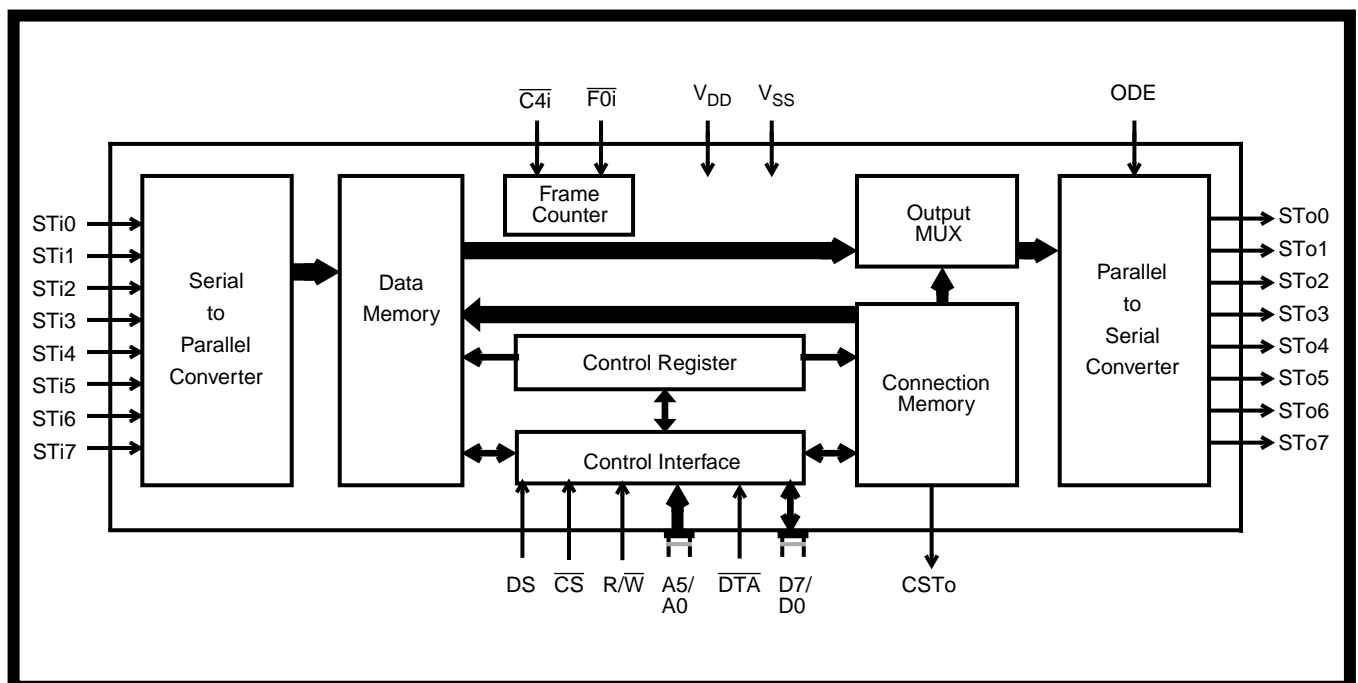 C4i F0i V_DD V_SS ODE
STi0
STi1
STi2
STi3
STi4
STi5
STi6
STi7
Serial
to
Parallel
Converter
Data
Memory
Frame
Counter
Control Register
Control Interface
Output
MUX
Connection
Memory
Parallel
to
Serial
Converter
STo0
STo1
STo2
STo3
STo4
STo5
STo6
STo7
DS CS R/W A5/ DTA D7/ CSTo
A0 D0